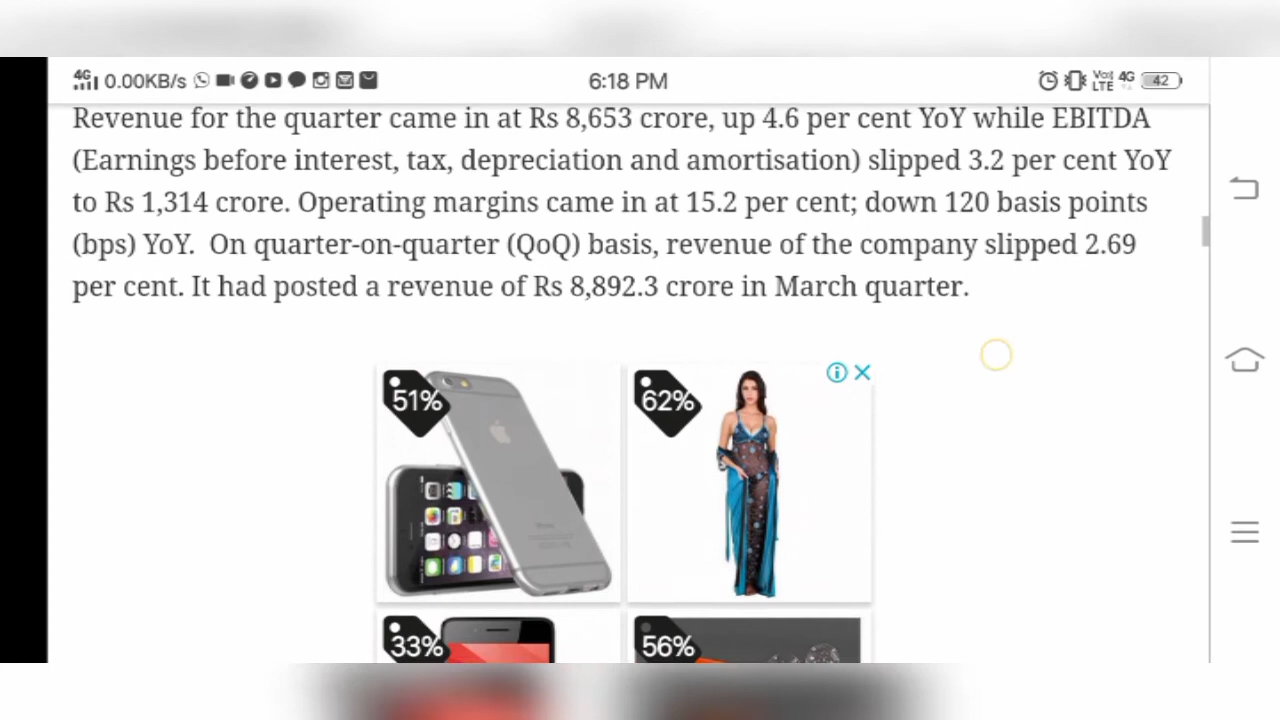 4G 0.00KB/s 6:18 PM Vo) LTE 4G 42
Revenue for the quarter came in at Rs 8,653 crore, up 4.6 per cent YoY while EBITDA
(Earnings before interest, tax, depreciation and amortisation) slipped 3.2 per cent YoY
to Rs 1,314 crore. Operating margins came in at 15.2 per cent; down 120 basis points
(bps) YoY.  On quarter-on-quarter (QoQ) basis, revenue of the company slipped 2.69
per cent. It had posted a revenue of Rs 8,892.3 crore in March quarter.
51% 62%
33% 56%